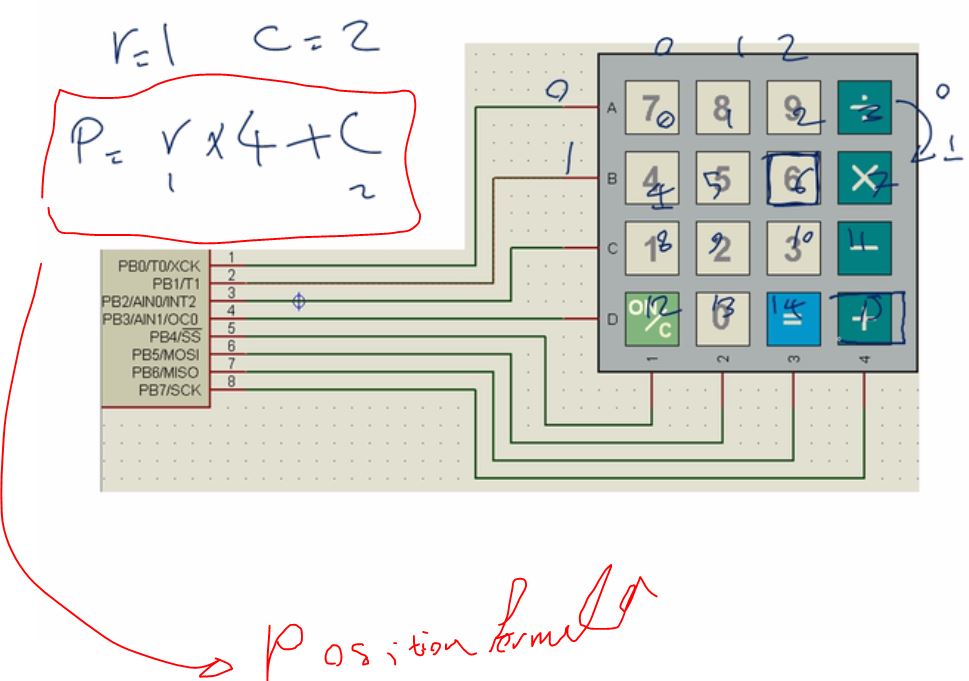 r=1 C=2
P= r×4+C
1 2
0 1 2
0 A 7 0 8 1 9 2 ÷ 3 0
1 B 4 4 5 5 6 6 × 7 1
C 1 8 2 9 3 10 − 11
D ON/C 12 0 13 = 14 + 15
1 2 3 4
PB0/T0/XCK 1
PB1/T1 2
PB2/AIN0/INT2 3
PB3/AIN1/OC0 4
PB4/SS 5
PB5/MOSI 6
PB6/MISO 7
PB7/SCK 8
Position